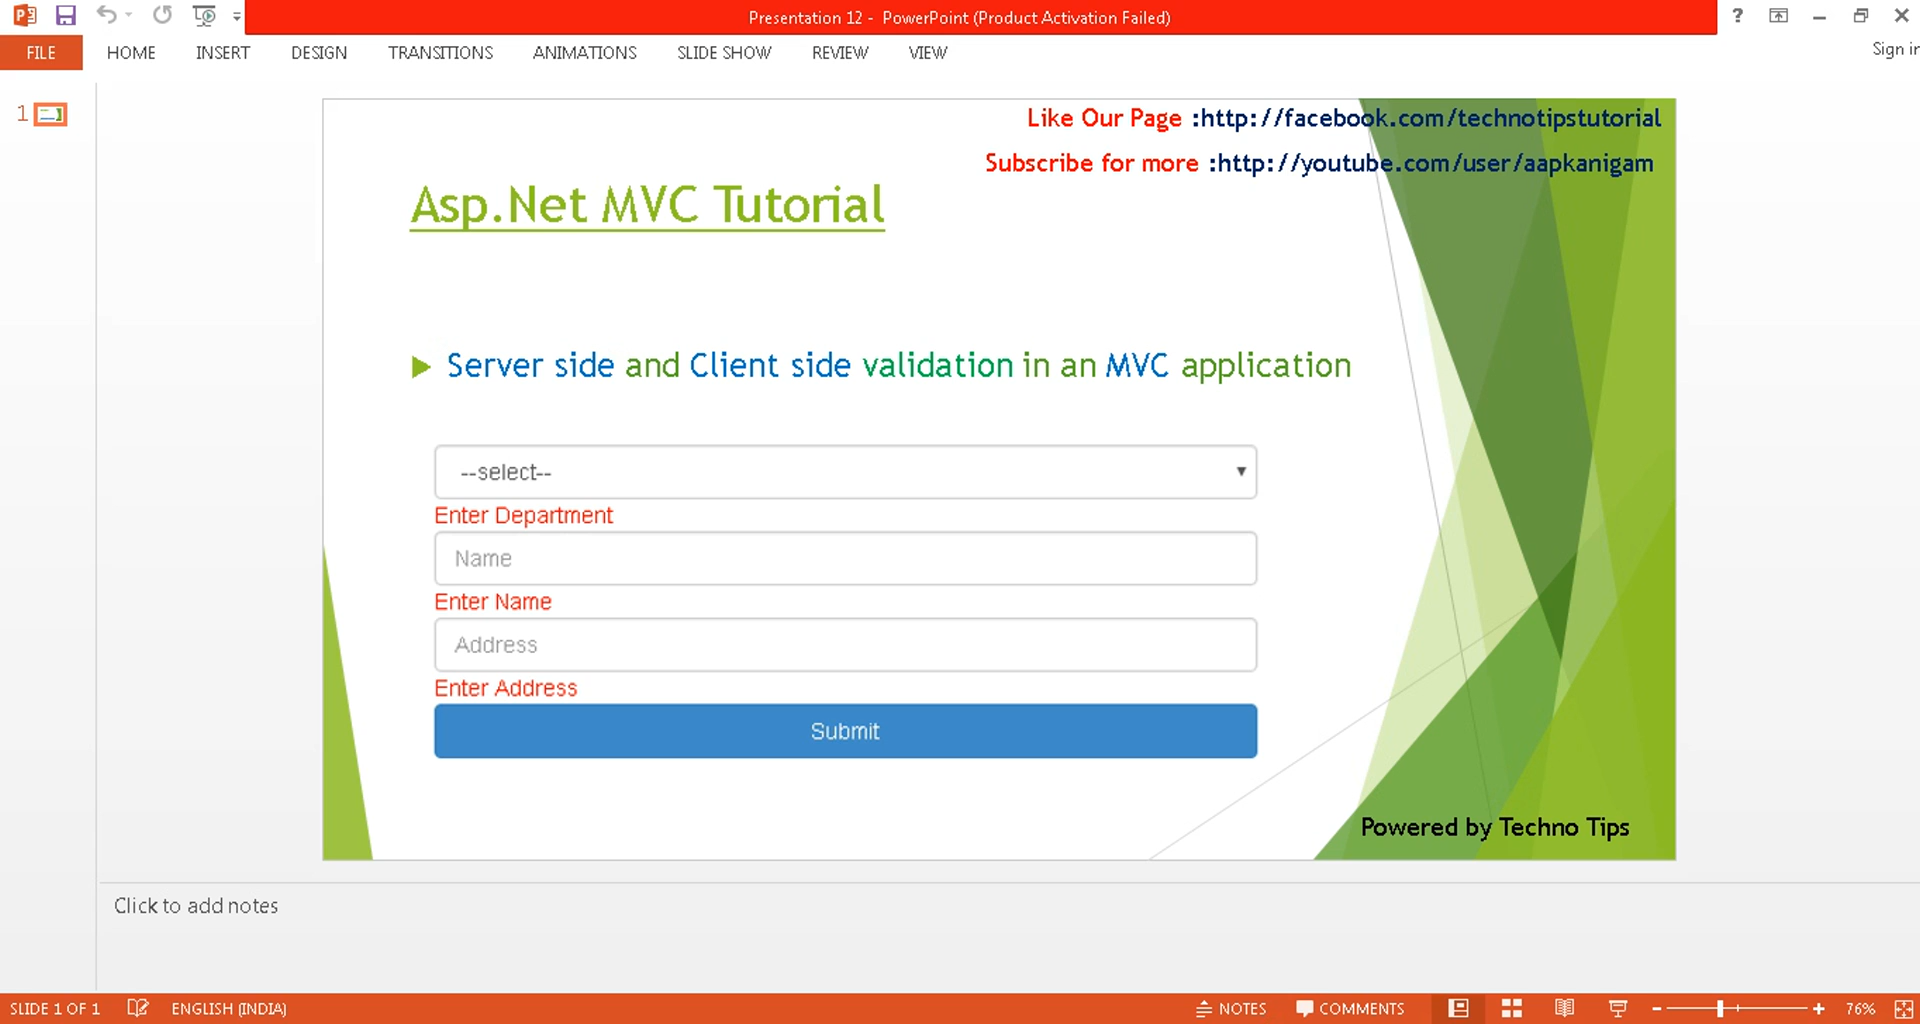 Presentation 12 - PowerPoint (Product Activation Failed)
?
FILE HOME INSERT DESIGN TRANSITIONS ANIMATIONS SLIDE SHOW REVIEW VIEW
Sign in
1
Like Our Page :http://facebook.com/technotipstutorial
Subscribe for more :http://youtube.com/user/aapkanigam
Asp.Net MVC Tutorial
Server side and Client side validation in an MVC application
--select--
Enter Department
Name
Enter Name
Address
Enter Address
Submit
Powered by Techno Tips
Click to add notes
SLIDE 1 OF 1 ENGLISH (INDIA) NOTES COMMENTS 76%